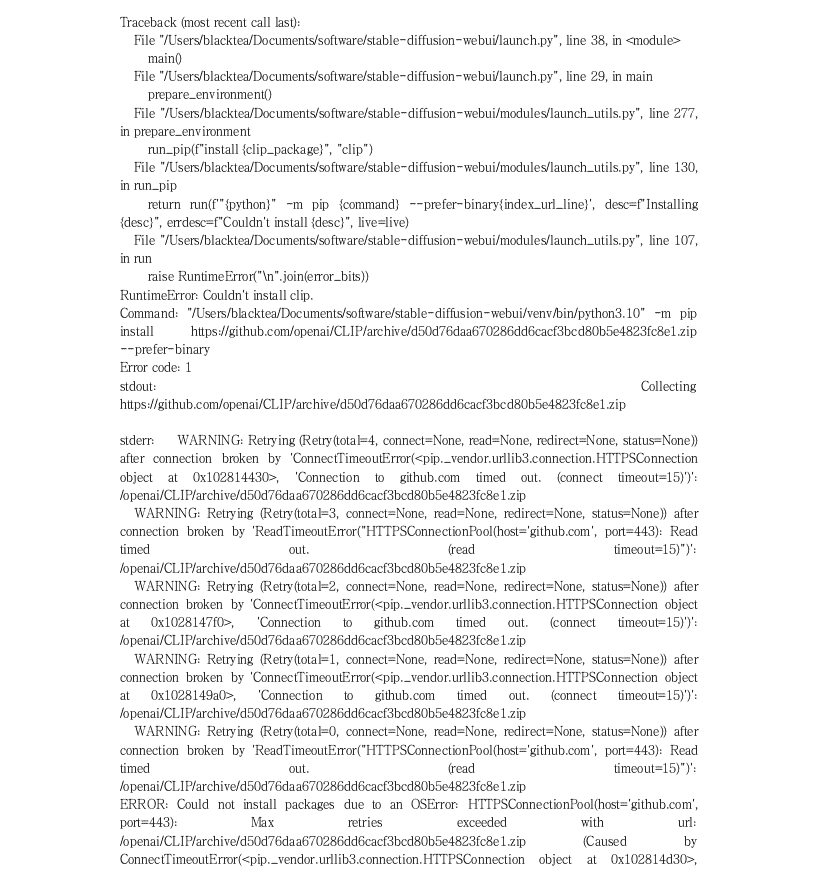 Traceback (most recent call last):
File "/Users/blacktea/Documents/software/stable-diffusion-webui/launch.py", line 38, in <module>
main()
File "/Users/blacktea/Documents/software/stable-diffusion-webui/launch.py", line 29, in main
prepare_environment()
File "/Users/blacktea/Documents/software/stable-diffusion-webui/modules/launch_utils.py", line 277,
in prepare_environment
run_pip(f"install {clip_package}", "clip")
File "/Users/blacktea/Documents/software/stable-diffusion-webui/modules/launch_utils.py", line 130,
in run_pip
return run(f'"{python}" -m pip {command} --prefer-binary{index_url_line}', desc=f"Installing
{desc}", errdesc=f"Couldn't install {desc}", live=live)
File "/Users/blacktea/Documents/software/stable-diffusion-webui/modules/launch_utils.py", line 107,
in run
raise RuntimeError("\n".join(error_bits))
RuntimeError: Couldn't install clip.
Command: "/Users/blacktea/Documents/software/stable-diffusion-webui/venv/bin/python3.10" -m pip
install https://github.com/openai/CLIP/archive/d50d76daa670286dd6cacf3bcd80b5e4823fc8e1.zip
--prefer-binary
Error code: 1
stdout: Collecting
https://github.com/openai/CLIP/archive/d50d76daa670286dd6cacf3bcd80b5e4823fc8e1.zip
stderr: WARNING: Retrying (Retry(total=4, connect=None, read=None, redirect=None, status=None))
after connection broken by 'ConnectTimeoutError(<pip._vendor.urllib3.connection.HTTPSConnection
object at 0x102814430>, 'Connection to github.com timed out. (connect timeout=15)')':
/openai/CLIP/archive/d50d76daa670286dd6cacf3bcd80b5e4823fc8e1.zip
WARNING: Retrying (Retry(total=3, connect=None, read=None, redirect=None, status=None)) after
connection broken by 'ReadTimeoutError("HTTPSConnectionPool(host='github.com', port=443): Read
timed out. (read timeout=15)")':
/openai/CLIP/archive/d50d76daa670286dd6cacf3bcd80b5e4823fc8e1.zip
WARNING: Retrying (Retry(total=2, connect=None, read=None, redirect=None, status=None)) after
connection broken by 'ConnectTimeoutError(<pip._vendor.urllib3.connection.HTTPSConnection object
at 0x1028147f0>, 'Connection to github.com timed out. (connect timeout=15)')':
/openai/CLIP/archive/d50d76daa670286dd6cacf3bcd80b5e4823fc8e1.zip
WARNING: Retrying (Retry(total=1, connect=None, read=None, redirect=None, status=None)) after
connection broken by 'ConnectTimeoutError(<pip._vendor.urllib3.connection.HTTPSConnection object
at 0x1028149a0>, 'Connection to github.com timed out. (connect timeout=15)')':
/openai/CLIP/archive/d50d76daa670286dd6cacf3bcd80b5e4823fc8e1.zip
WARNING: Retrying (Retry(total=0, connect=None, read=None, redirect=None, status=None)) after
connection broken by 'ReadTimeoutError("HTTPSConnectionPool(host='github.com', port=443): Read
timed out. (read timeout=15)")':
/openai/CLIP/archive/d50d76daa670286dd6cacf3bcd80b5e4823fc8e1.zip
ERROR: Could not install packages due to an OSError: HTTPSConnectionPool(host='github.com',
port=443): Max retries exceeded with url:
/openai/CLIP/archive/d50d76daa670286dd6cacf3bcd80b5e4823fc8e1.zip (Caused by
ConnectTimeoutError(<pip._vendor.urllib3.connection.HTTPSConnection object at 0x102814d30>,